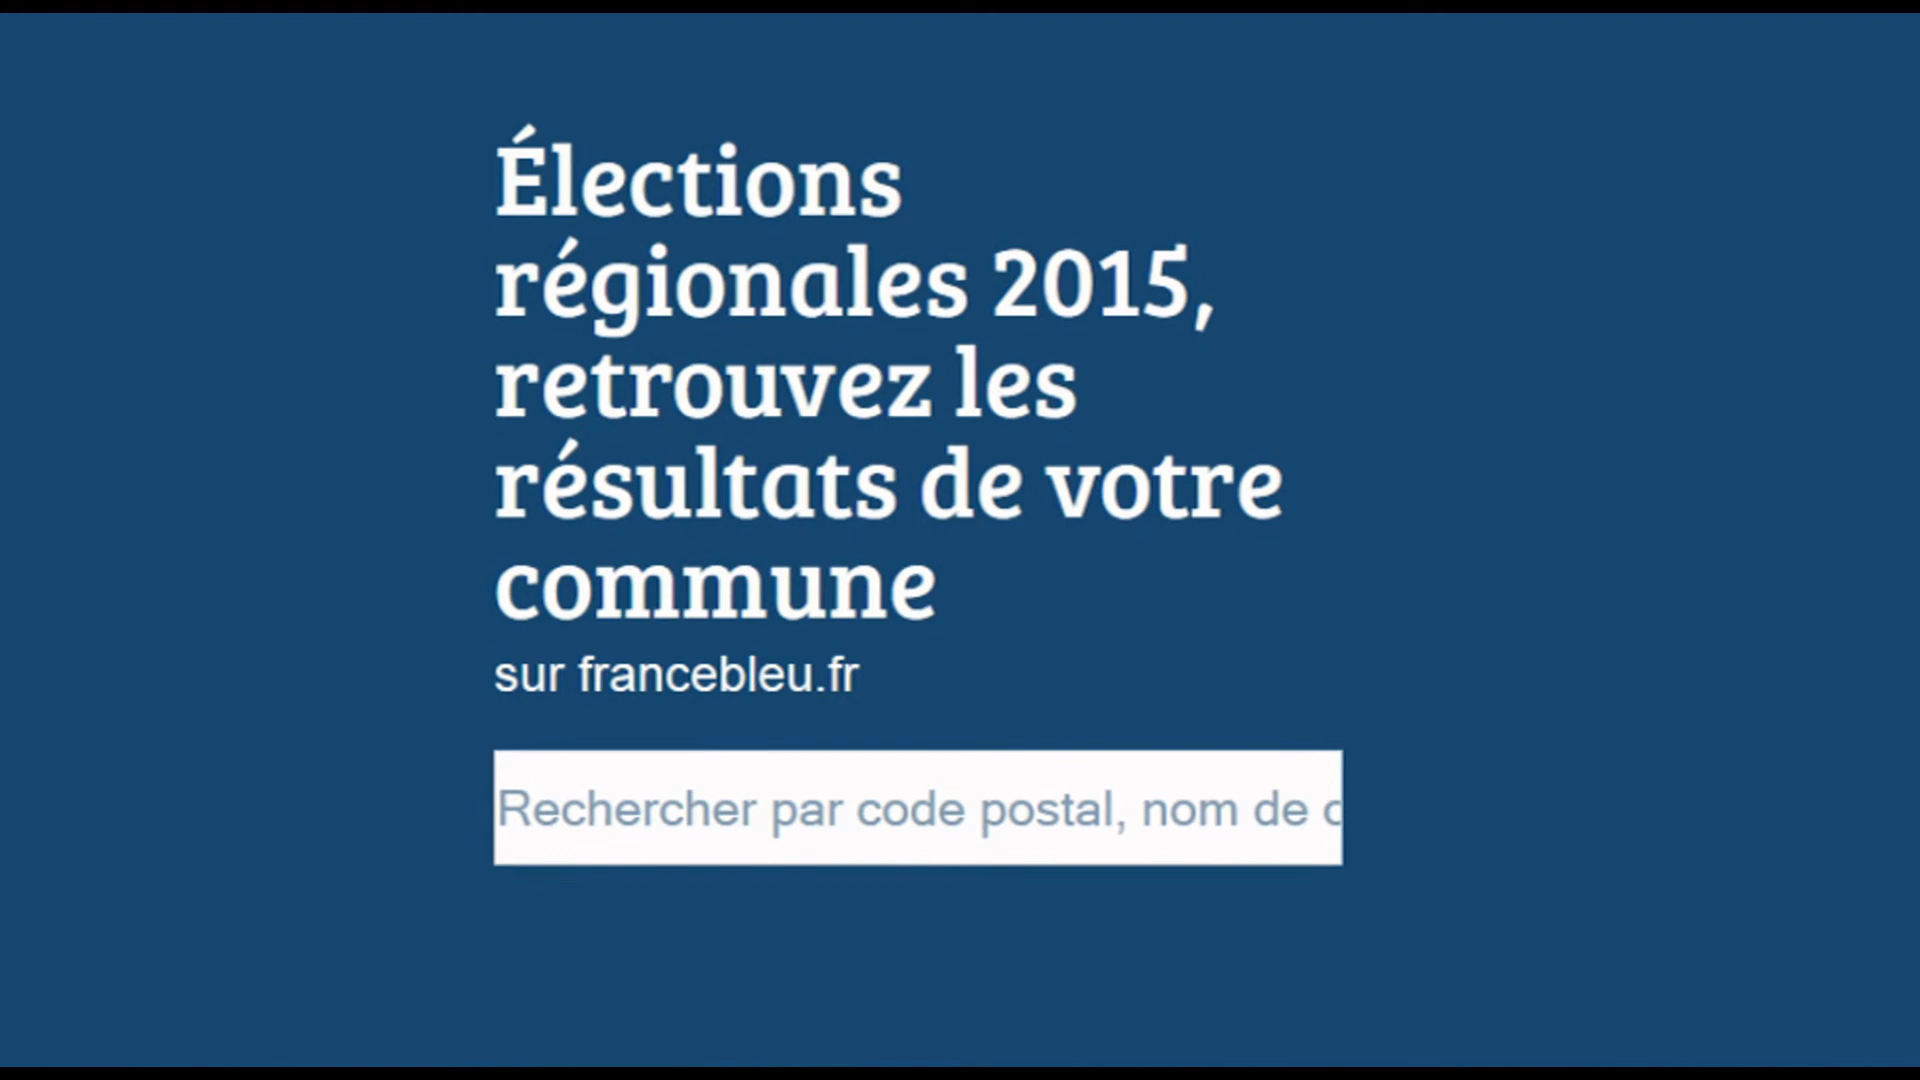 Élections
régionales 2015,
retrouvez les
résultats de votre
commune
sur francebleu.fr
Rechercher par code postal, nom de